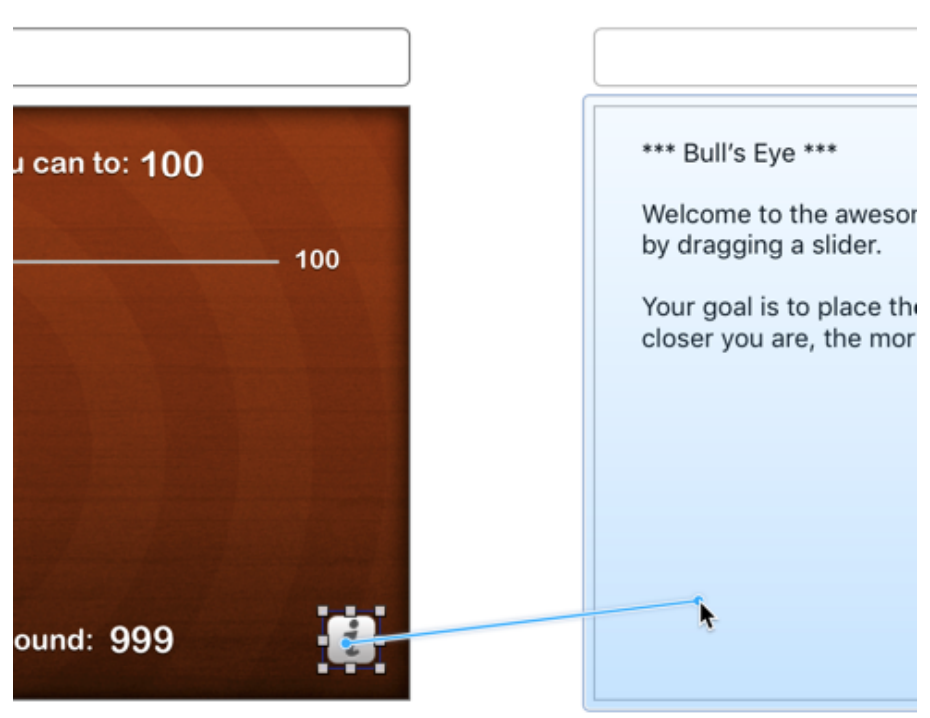 u can to: 100
100
ound: 999
i
*** Bull's Eye ***
Welcome to the awesor
by dragging a slider.
Your goal is to place the
closer you are, the mor